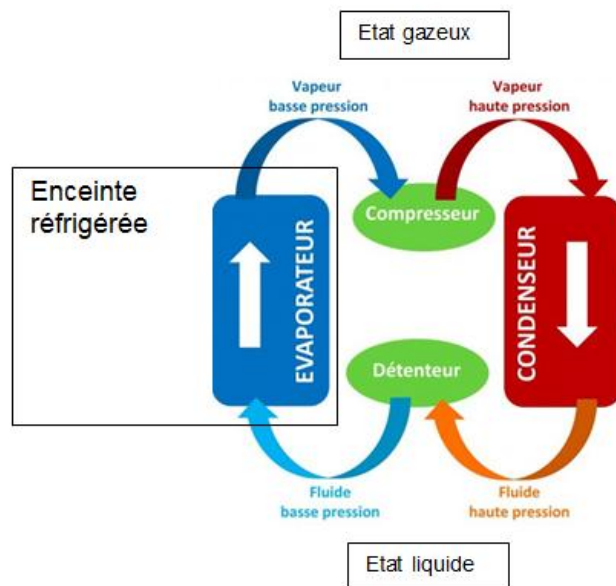 Etat gazeux
Vapeur
basse pression
Vapeur
haute pression
Enceinte
réfrigérée
Compresseur
EVAPORATEUR
CONDENSEUR
Détenteur
Fluide
basse pression
Fluide
haute pression
Etat liquide